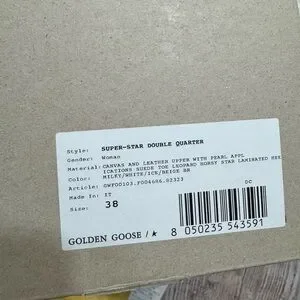 Style: SUPER-STAR DOUBLE QUARTER
Gender: Woman
Material: CANVAS AND LEATHER UPPER WITH PEARL APPL
ICATIONS SUEDE TOE LEOPARD HORSY STAR LAMINATED HEE
Color: MILKY/WHITE/ICE/BEIGE BR
Article: GWF00103.F004686.82323
Made In: IT
DC
Size: 38
GOLDEN GOOSE / ★
8 050235 543591